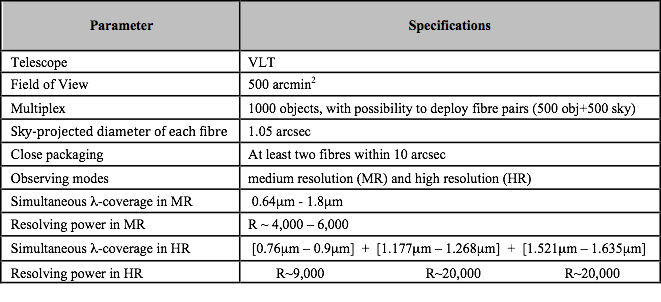 Parameter Specifications
Telescope VLT
Field of View 500 arcmin²
Multiplex 1000 objects, with possibility to deploy fibre pairs (500 obj+500 sky)
Sky-projected diameter of each fibre 1.05 arcsec
Close packaging At least two fibres within 10 arcsec
Observing modes medium resolution (MR) and high resolution (HR)
Simultaneous λ-coverage in MR 0.64μm - 1.8μm
Resolving power in MR R ~ 4,000 – 6,000
Simultaneous λ-coverage in HR [0.76μm – 0.9μm] + [1.177μm – 1.268μm] + [1.521μm – 1.635μm]
Resolving power in HR R~9,000 R~20,000 R~20,000